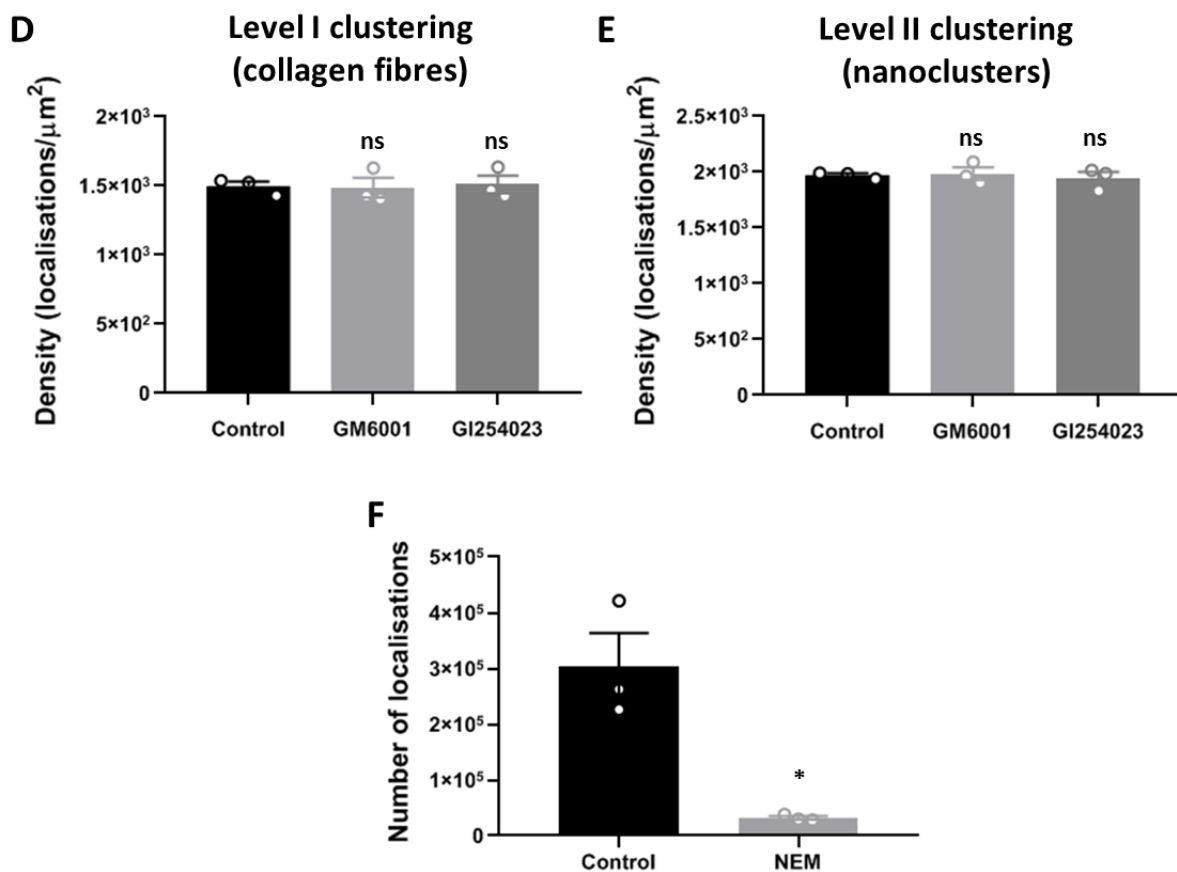 D
Level I clustering
(collagen fibres)
Density (localisations/μm²)
2×10³
1.5×10³
1×10³
5×10²
0
ns
ns
Control GM6001 GI254023
E
Level II clustering
(nanoclusters)
Density (localisations/μm²)
2.5×10³
2×10³
1.5×10³
1×10³
5×10²
0
ns
ns
Control GM6001 GI254023
F
Number of localisations
5×10⁵
4×10⁵
3×10⁵
2×10⁵
1×10⁵
0
*
Control NEM